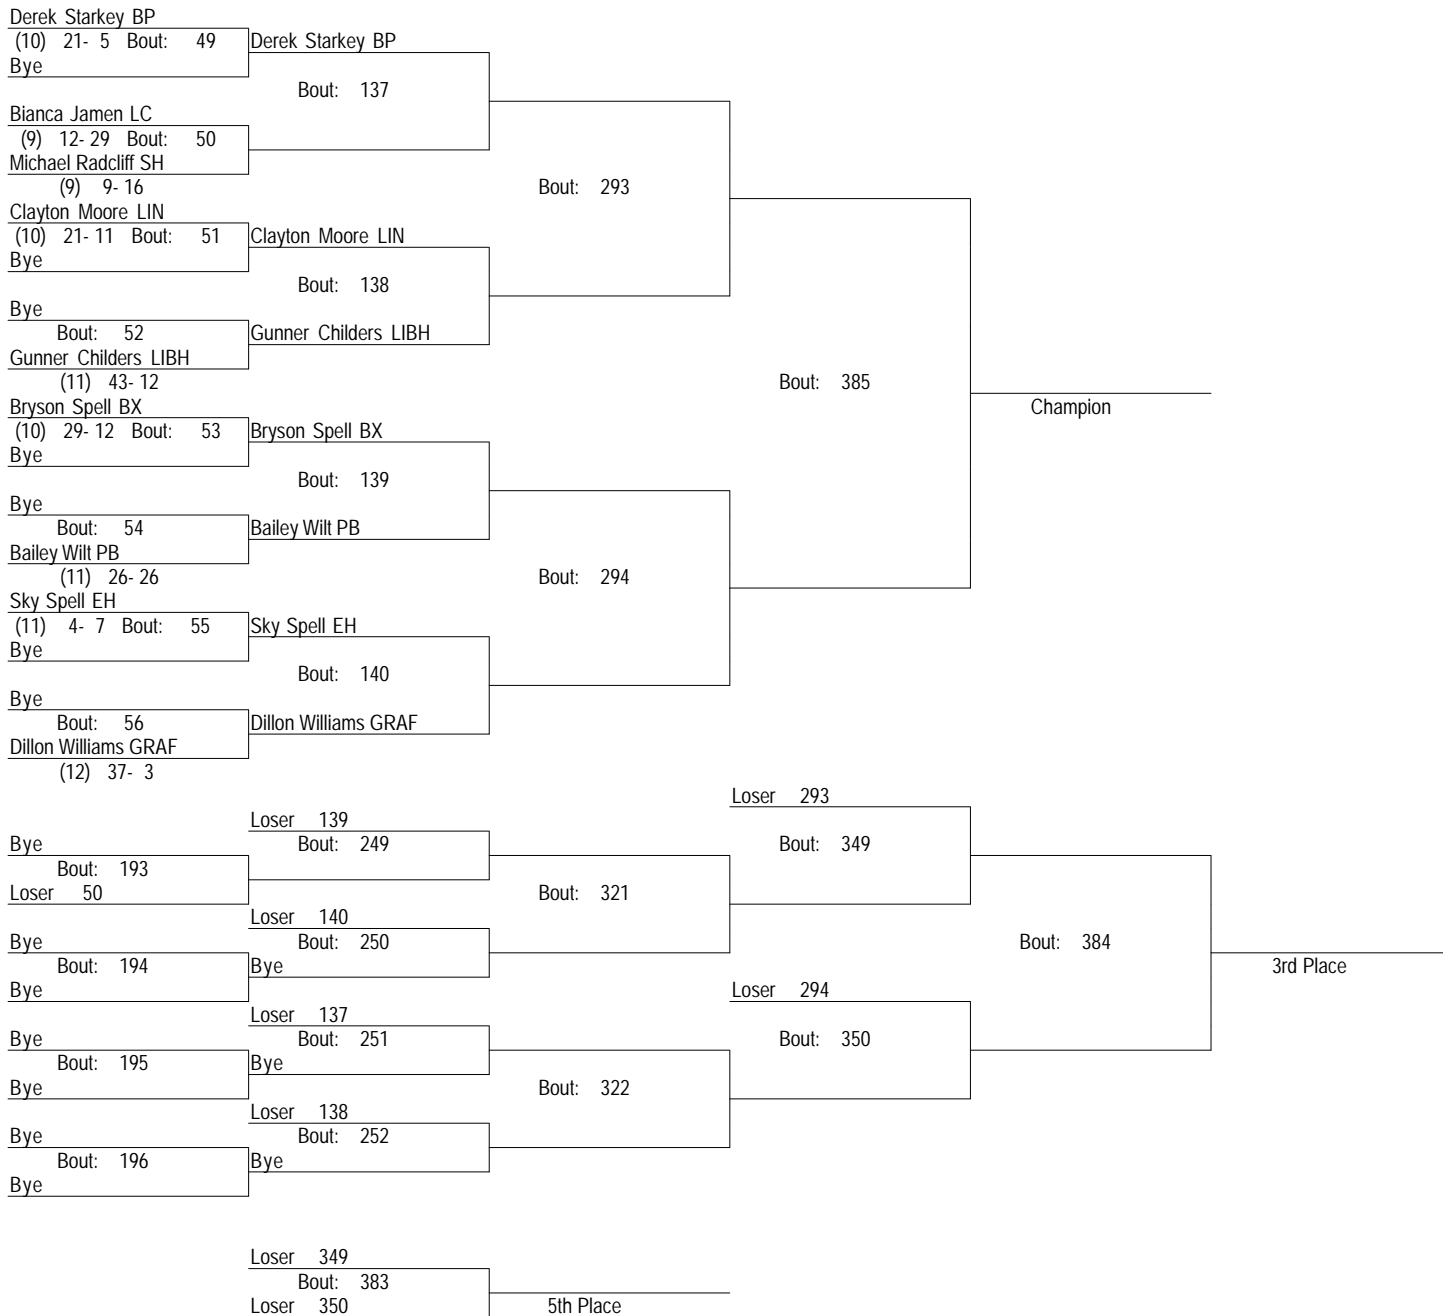 Derek Starkey BP
(10) 21- 5 Bout: 49 Derek Starkey BP
Bye
Bout: 137
Bianca Jamen LC
(9) 12- 29 Bout: 50
Michael Radcliff SH
(9) 9- 16 Bout: 293
Clayton Moore LIN
(10) 21- 11 Bout: 51 Clayton Moore LIN
Bye
Bout: 138
Bye
Bout: 52 Gunner Childers LIBH
Gunner Childers LIBH
(11) 43- 12 Bout: 385
Bryson Spell BX Champion
(10) 29- 12 Bout: 53 Bryson Spell BX
Bye
Bout: 139
Bye
Bout: 54 Bailey Wilt PB
Bailey Wilt PB
(11) 26- 26 Bout: 294
Sky Spell EH
(11) 4- 7 Bout: 55 Sky Spell EH
Bye
Bout: 140
Bye
Bout: 56 Dillon Williams GRAF
Dillon Williams GRAF
(12) 37- 3
Loser 293
Loser 139
Bye Bout: 249 Bout: 349
Bout: 193
Loser 50 Bout: 321
Loser 140
Bye Bout: 250 Bout: 384
Bout: 194 Bye 3rd Place
Bye Loser 294
Loser 137
Bye Bout: 251 Bout: 350
Bout: 195 Bye
Bye Bout: 322
Loser 138
Bye Bout: 252
Bout: 196 Bye
Bye
Loser 349
Bout: 383
Loser 350 5th Place